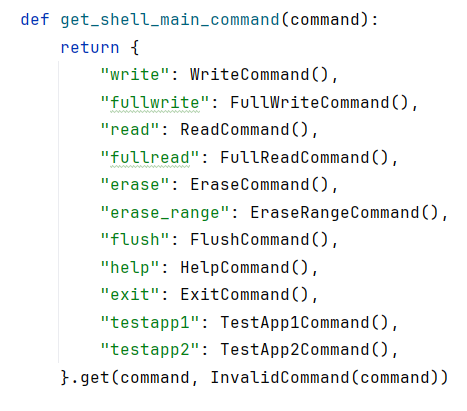 def get_shell_main_command(command):
    return {
        "write": WriteCommand(),
        "fullwrite": FullWriteCommand(),
        "read": ReadCommand(),
        "fullread": FullReadCommand(),
        "erase": EraseCommand(),
        "erase_range": EraseRangeCommand(),
        "flush": FlushCommand(),
        "help": HelpCommand(),
        "exit": ExitCommand(),
        "testapp1": TestApp1Command(),
        "testapp2": TestApp2Command(),
    }.get(command, InvalidCommand(command))